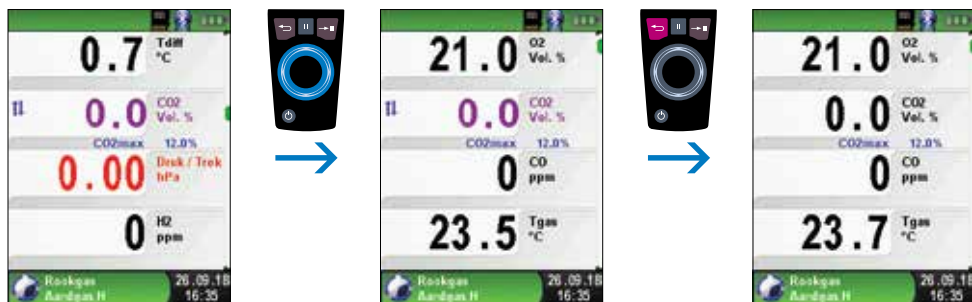 0.7 Tdiff
°C
0.0 CO2
Vol. %
CO2max 12.0%
0.00 Druk / Trek
hPa
0 H2
ppm
Rookgas 26.09.18
Aardgas H 16:35
21.0 O2
Vol. %
0.0 CO2
Vol. %
CO2max 12.0%
0 CO
ppm
23.5 Tgas
°C
Rookgas 26.09.18
Aardgas H 16:35
21.0 O2
Vol. %
0.0 CO2
Vol. %
CO2max 12.0%
0 CO
ppm
23.7 Tgas
°C
Rookgas 26.09.18
Aardgas H 16:35